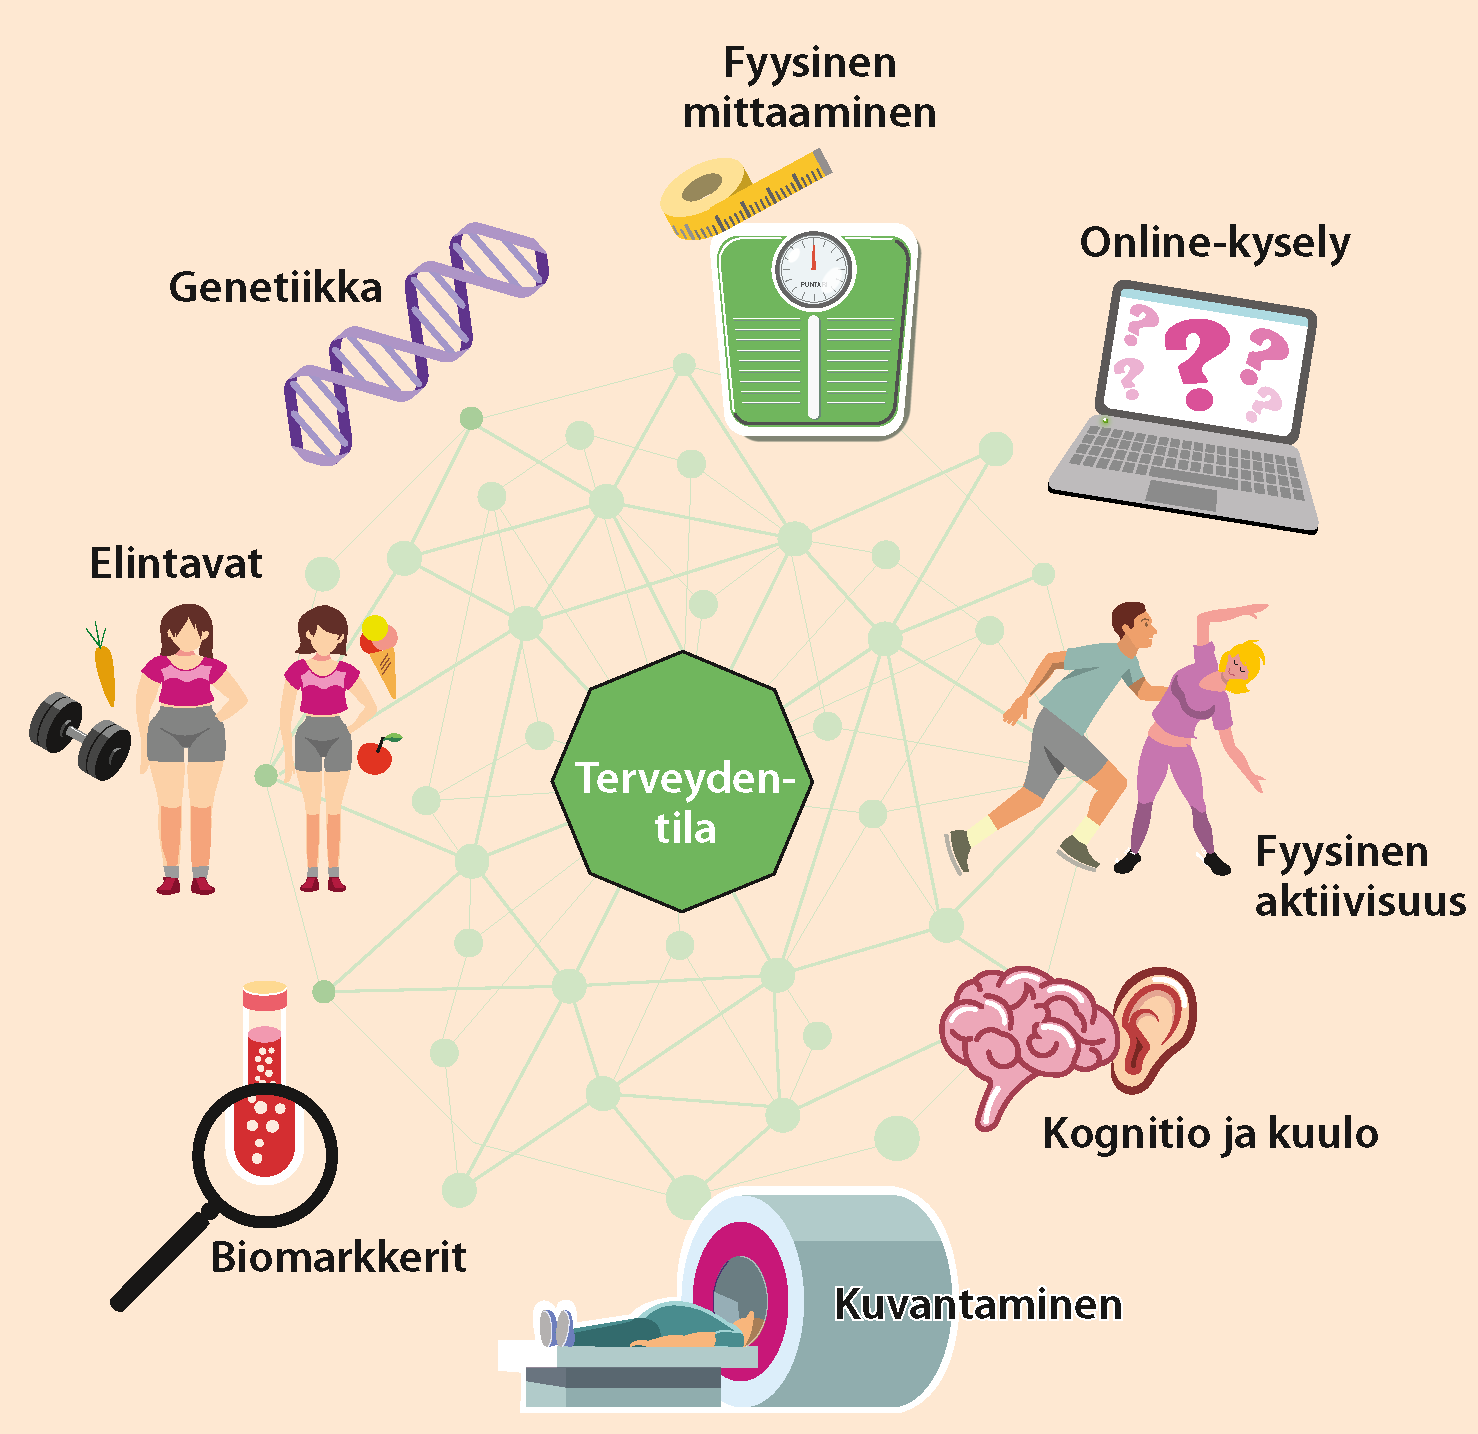 Fyysinen
mittaaminen
Genetiikka
Online-kysely
Elintavat
Terveyden-
tila
Fyysinen
aktiivisuus
Kognitio ja kuulo
Biomarkkerit
Kuvantaminen